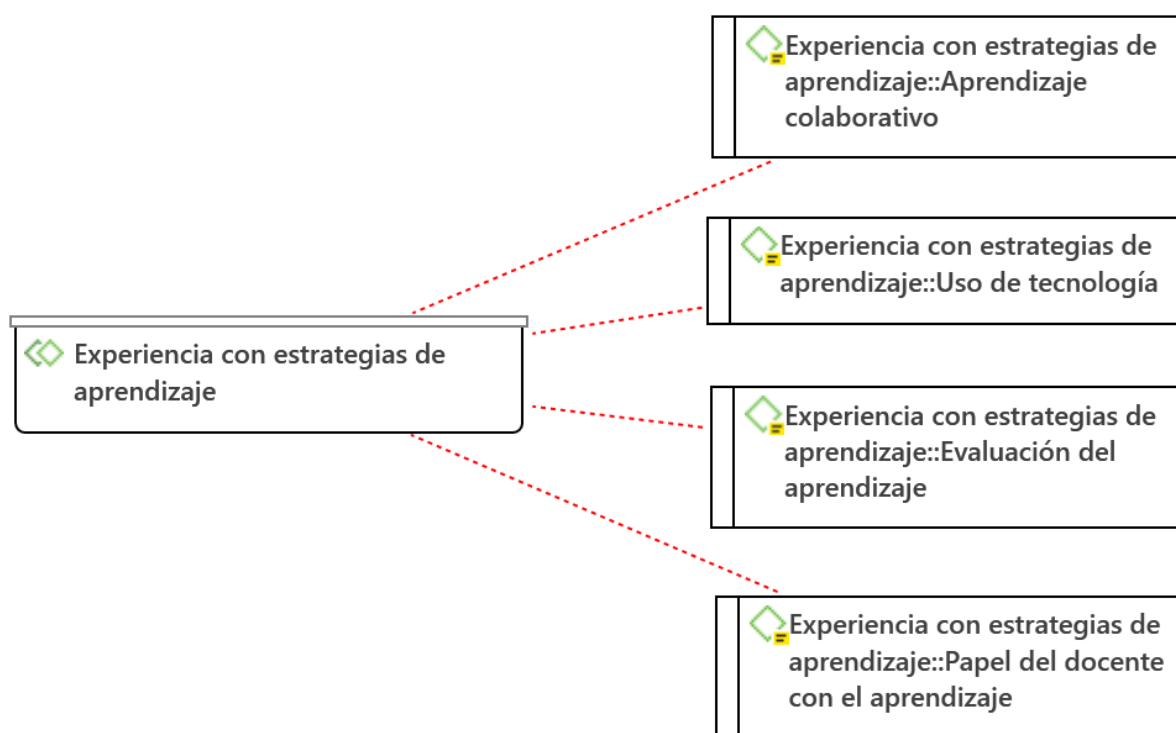 Experiencia con estrategias de
aprendizaje::Aprendizaje
colaborativo
Experiencia con estrategias de
aprendizaje::Uso de tecnología
Experiencia con estrategias de
aprendizaje
Experiencia con estrategias de
aprendizaje::Evaluación del
aprendizaje
Experiencia con estrategias de
aprendizaje::Papel del docente
con el aprendizaje